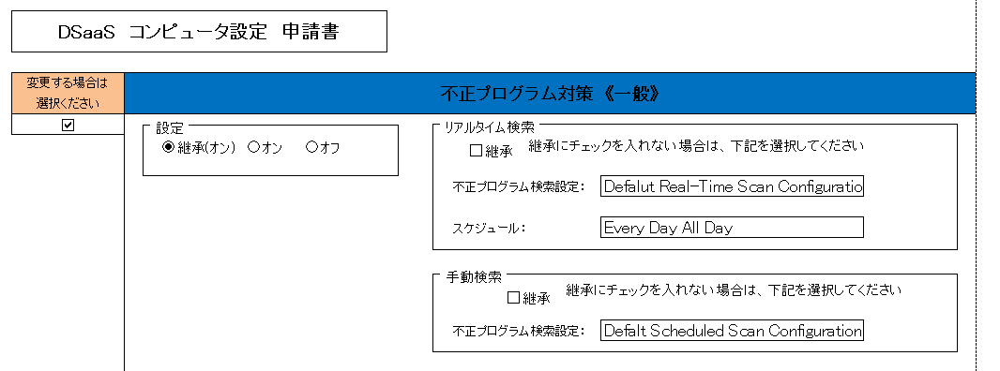 DSaaS　コンピュータ設定　申請書
変更する場合は
選択ください
不正プログラム対策《一般》
設定
継承(オン) オン オフ
リアルタイム検索
継承 継承にチェックを入れない場合は、下記を選択してください
不正プログラム検索設定： Defalut Real-Time Scan Configuratio
スケジュール： Every Day All Day
手動検索
継承 継承にチェックを入れない場合は、下記を選択してください
不正プログラム検索設定： Defalt Scheduled Scan Configuration